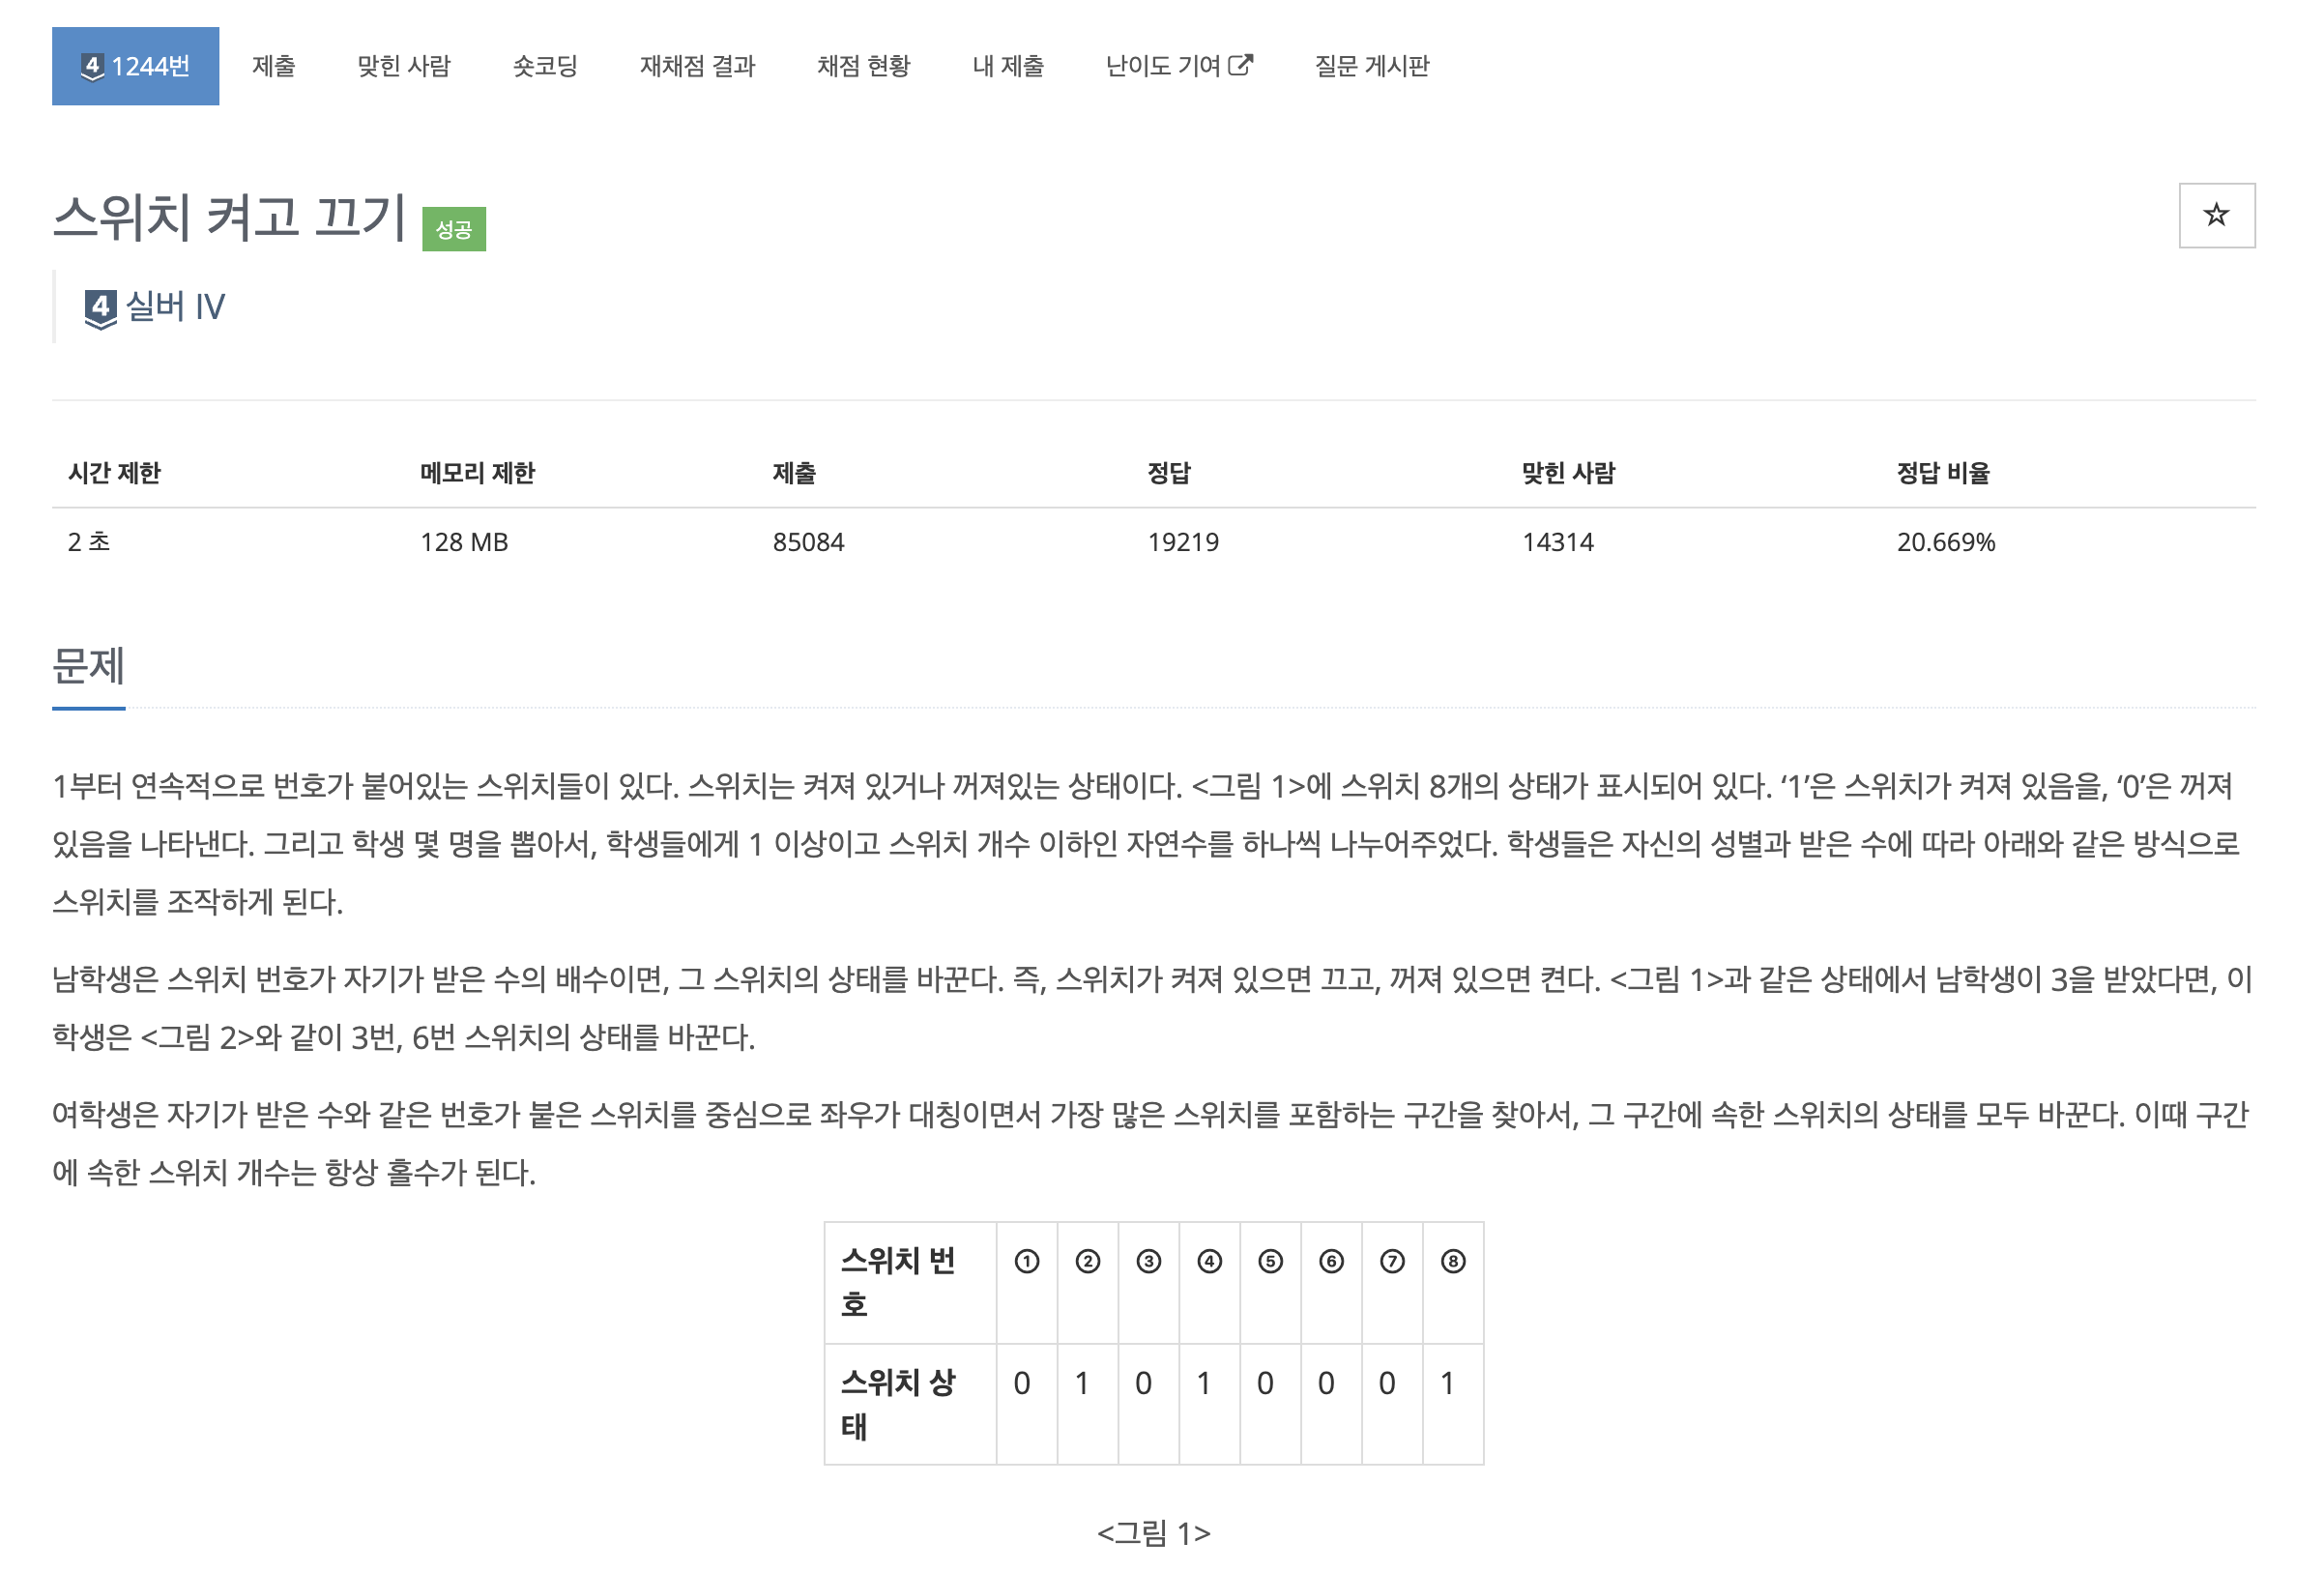 4 1244번 제출 맞힌 사람 숏코딩 재채점 결과 채점 현황 내 제출 난이도 기여 질문 게시판
스위치 켜고 끄기 성공
4 실버 IV
시간 제한 메모리 제한 제출 정답 맞힌 사람 정답 비율
2 초 128 MB 85084 19219 14314 20.669%
문제
1부터 연속적으로 번호가 붙어있는 스위치들이 있다. 스위치는 켜져 있거나 꺼져있는 상태이다. <그림 1>에 스위치 8개의 상태가 표시되어 있다. ‘1’은 스위치가 켜져 있음을, ‘0’은 꺼져
있음을 나타낸다. 그리고 학생 몇 명을 뽑아서, 학생들에게 1 이상이고 스위치 개수 이하인 자연수를 하나씩 나누어주었다. 학생들은 자신의 성별과 받은 수에 따라 아래와 같은 방식으로
스위치를 조작하게 된다.
남학생은 스위치 번호가 자기가 받은 수의 배수이면, 그 스위치의 상태를 바꾼다. 즉, 스위치가 켜져 있으면 끄고, 꺼져 있으면 켠다. <그림 1>과 같은 상태에서 남학생이 3을 받았다면, 이
학생은 <그림 2>와 같이 3번, 6번 스위치의 상태를 바꾼다.
여학생은 자기가 받은 수와 같은 번호가 붙은 스위치를 중심으로 좌우가 대칭이면서 가장 많은 스위치를 포함하는 구간을 찾아서, 그 구간에 속한 스위치의 상태를 모두 바꾼다. 이때 구간
에 속한 스위치 개수는 항상 홀수가 된다.
스위치 번 ① ② ③ ④ ⑤ ⑥ ⑦ ⑧
호
스위치 상 0 1 0 1 0 0 0 1
태
<그림 1>